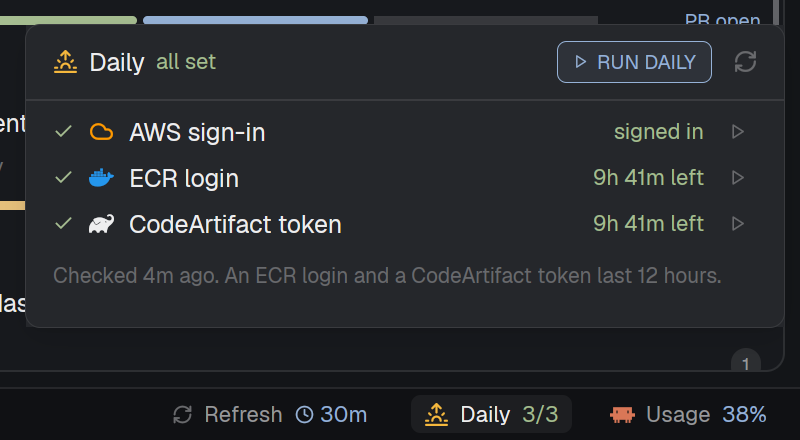 PR open
Daily all set
RUN DAILY
AWS sign-in signed in
ECR login 9h 41m left
CodeArtifact token 9h 41m left
Checked 4m ago. An ECR login and a CodeArtifact token last 12 hours.
1
Refresh 30m Daily 3/3 Usage 38%